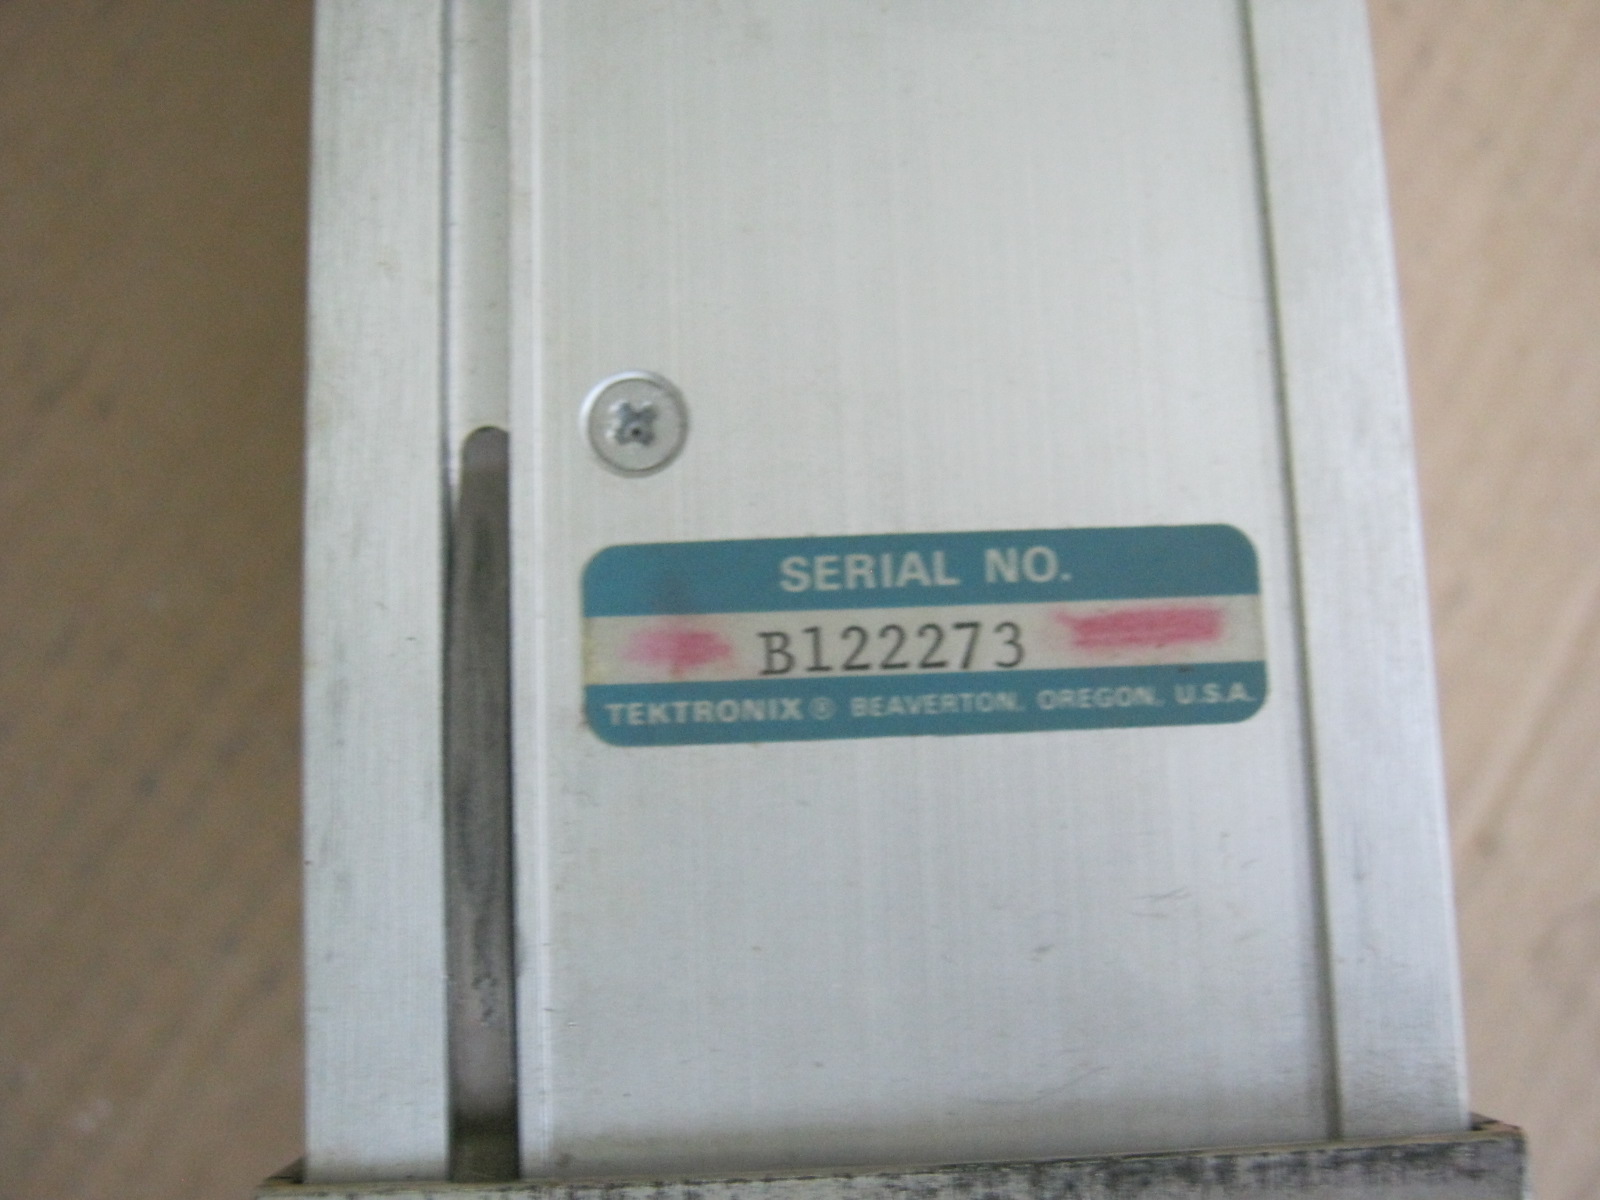 SERIAL NO.
B122273
TEKTRONIX® BEAVERTON, OREGON, U.S.A.